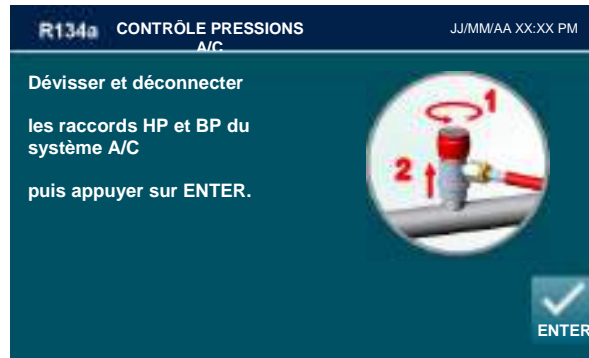 R134a CONTRÔLE PRESSIONS JJ/MM/AA XX:XX PM
A/C
Dévisser et déconnecter
les raccords HP et BP du
système A/C
puis appuyer sur ENTER.
1
2
ENTER